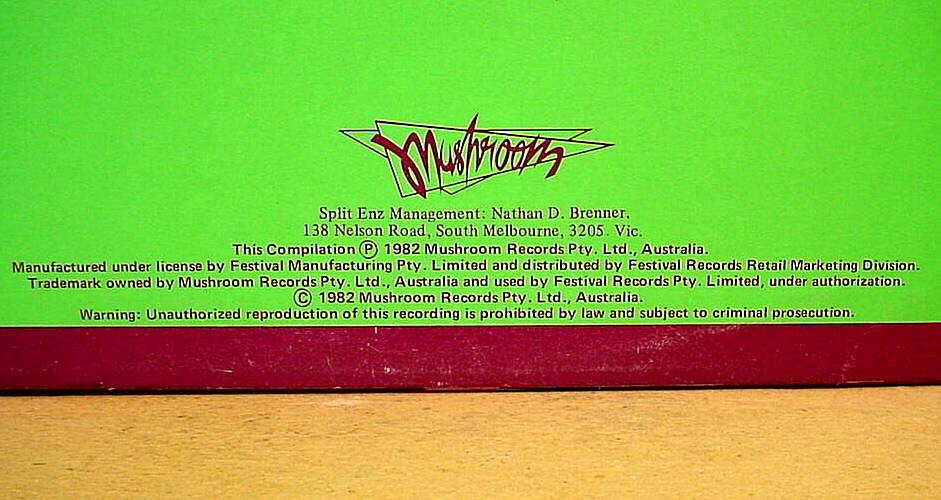 Mushroom
Split Enz Management: Nathan D. Brenner,
138 Nelson Road, South Melbourne, 3205. Vic.
This Compilation Ⓟ 1982 Mushroom Records Pty. Ltd., Australia.
Manufactured under license by Festival Manufacturing Pty. Limited and distributed by Festival Records Retail Marketing Division.
Trademark owned by Mushroom Records Pty. Ltd., Australia and used by Festival Records Pty. Limited, under authorization.
© 1982 Mushroom Records Pty. Ltd., Australia.
Warning: Unauthorized reproduction of this recording is prohibited by law and subject to criminal prosecution.